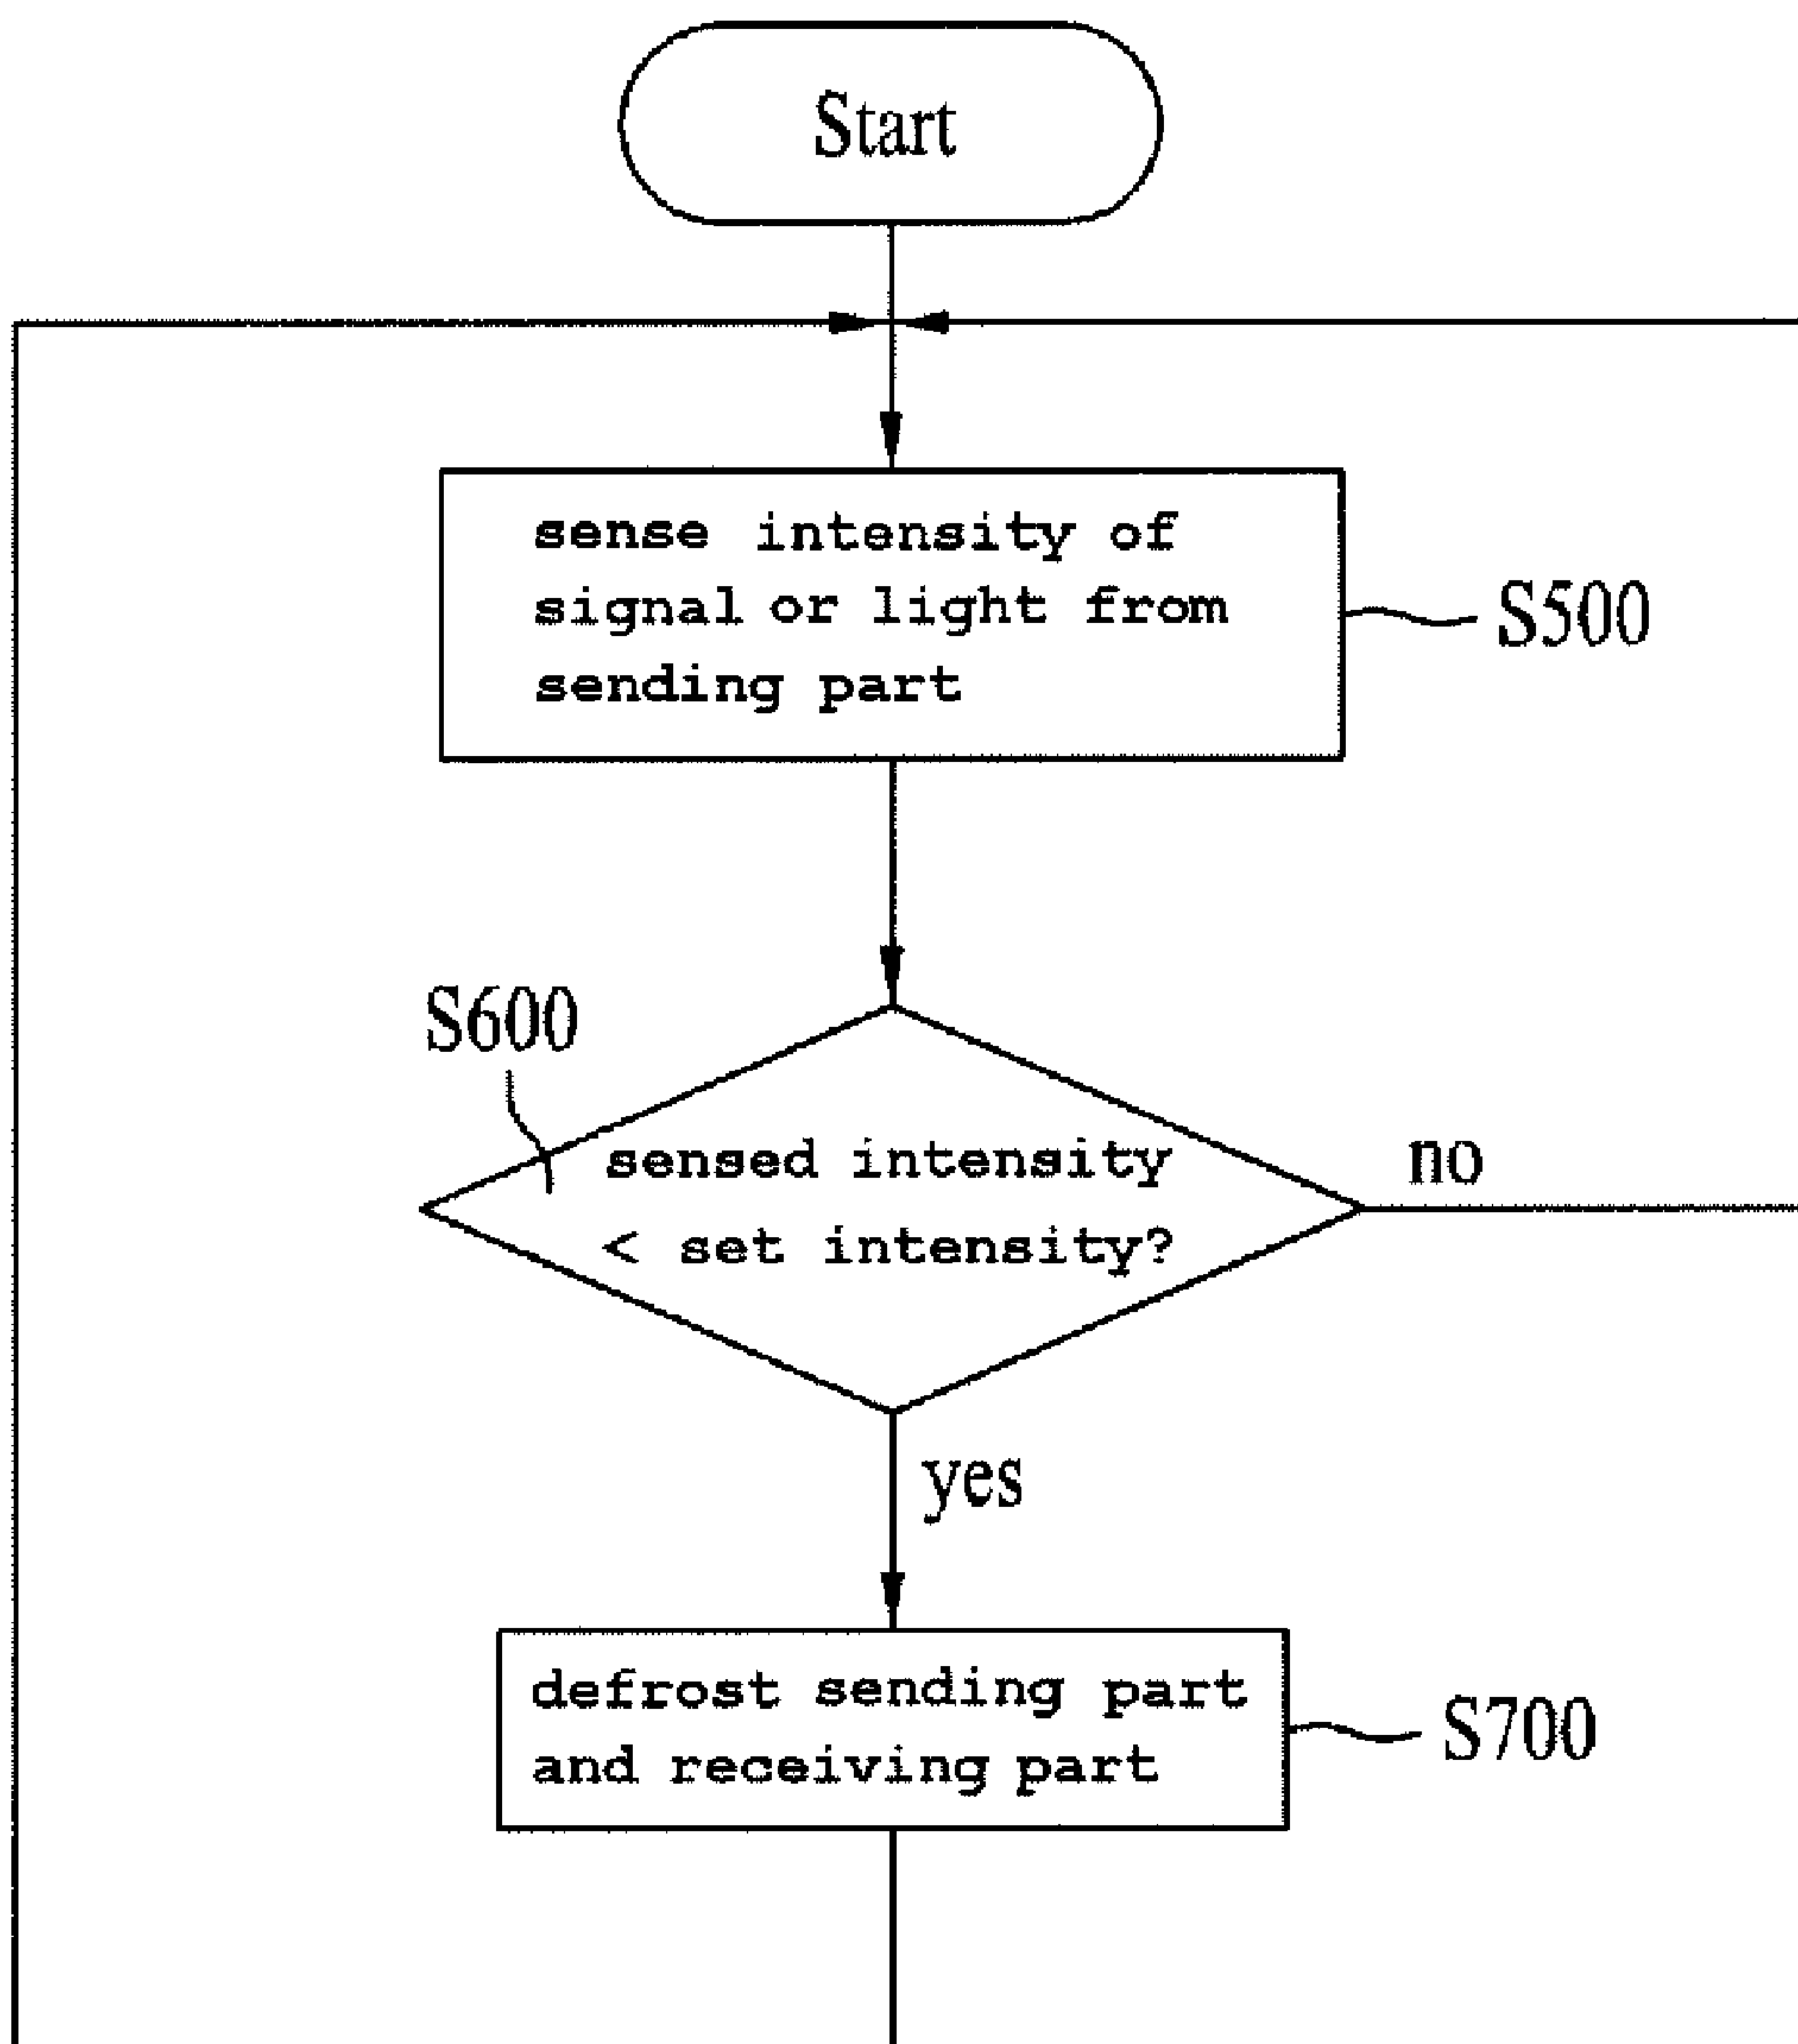 Start
sense intensity of
signal or light from
sending part
S500
S600
sensed intensity
< set intensity?
no
yes
defrost sending part
and receiving part
S700